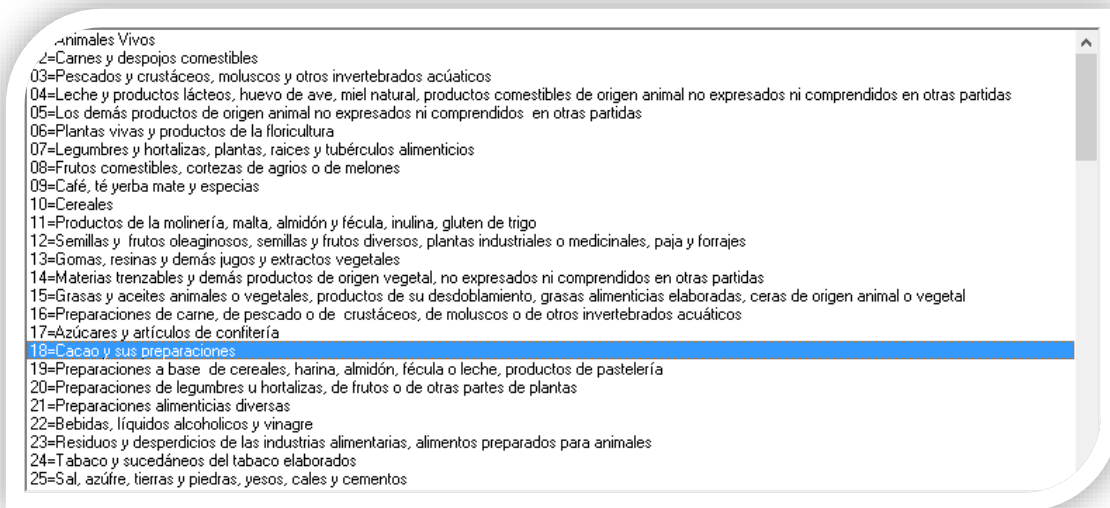 Animales Vivos
2=Carnes y despojos comestibles
03=Pescados y crustáceos, moluscos y otros invertebrados acúaticos
04=Leche y productos lácteos, huevo de ave, miel natural, productos comestibles de origen animal no expresados ni comprendidos en otras partidas
05=Los demás productos de origen animal no expresados ni comprendidos en otras partidas
06=Plantas vivas y productos de la floricultura
07=Legumbres y hortalizas, plantas, raices y tubérculos alimenticios
08=Frutos comestibles, cortezas de agrios o de melones
09=Café, té yerba mate y especias
10=Cereales
11=Productos de la molinería, malta, almidón y fécula, inulina, gluten de trigo
12=Semillas y frutos oleaginosos, semillas y frutos diversos, plantas industriales o medicinales, paja y forrajes
13=Gomas, resinas y demás jugos y extractos vegetales
14=Materias trenzables y demás productos de origen vegetal, no expresados ni comprendidos en otras partidas
15=Grasas y aceites animales o vegetales, productos de su desdoblamiento, grasas alimenticias elaboradas, ceras de origen animal o vegetal
16=Preparaciones de carne, de pescado o de crustáceos, de moluscos o de otros invertebrados acuáticos
17=Azúcares y artículos de confitería
18=Cacao y sus preparaciones
19=Preparaciones a base de cereales, harina, almidón, fécula o leche, productos de pastelería
20=Preparaciones de legumbres u hortalizas, de frutos o de otras partes de plantas
21=Preparaciones alimenticias diversas
22=Bebidas, líquidos alcoholicos y vinagre
23=Residuos y desperdicios de las industrias alimentarias, alimentos preparados para animales
24=Tabaco y sucedáneos del tabaco elaborados
25=Sal, azúfre, tierras y piedras, yesos, cales y cementos